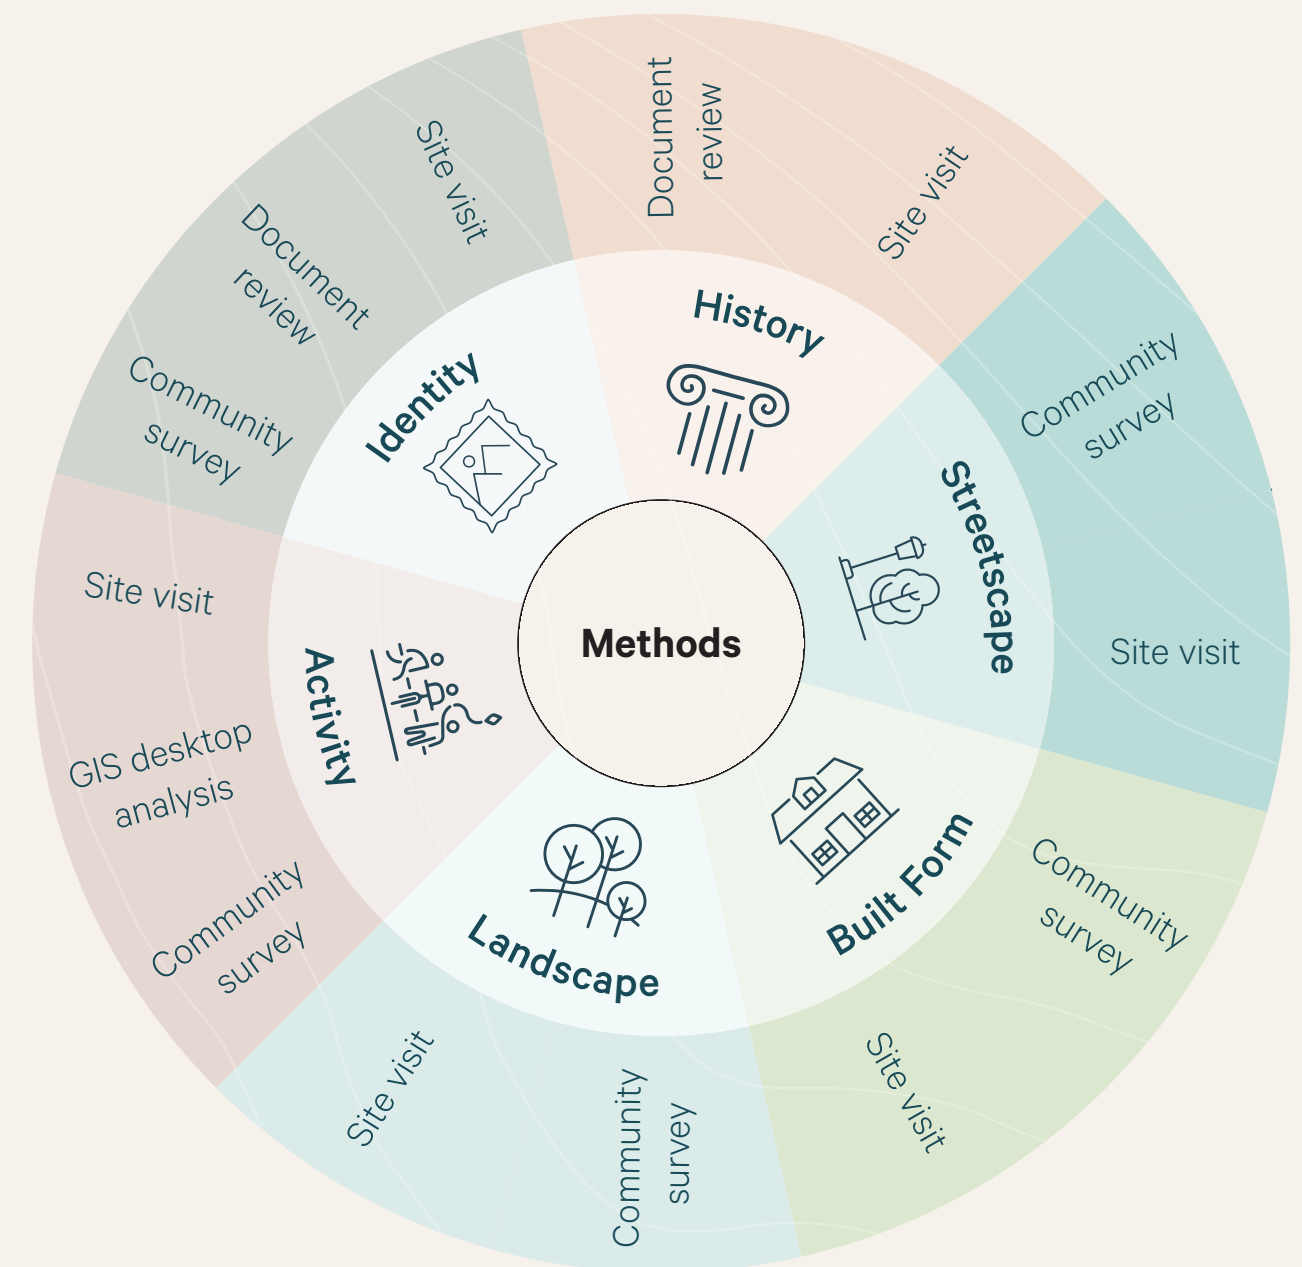 Methods
History
Document
review
Site visit
Streetscape
Community
survey
Site visit
Built Form
Community
survey
Site visit
Landscape
Community
survey
Site visit
Activity
Community
survey
GIS desktop
analysis
Site visit
Identity
Community
survey
Document
review
Site visit